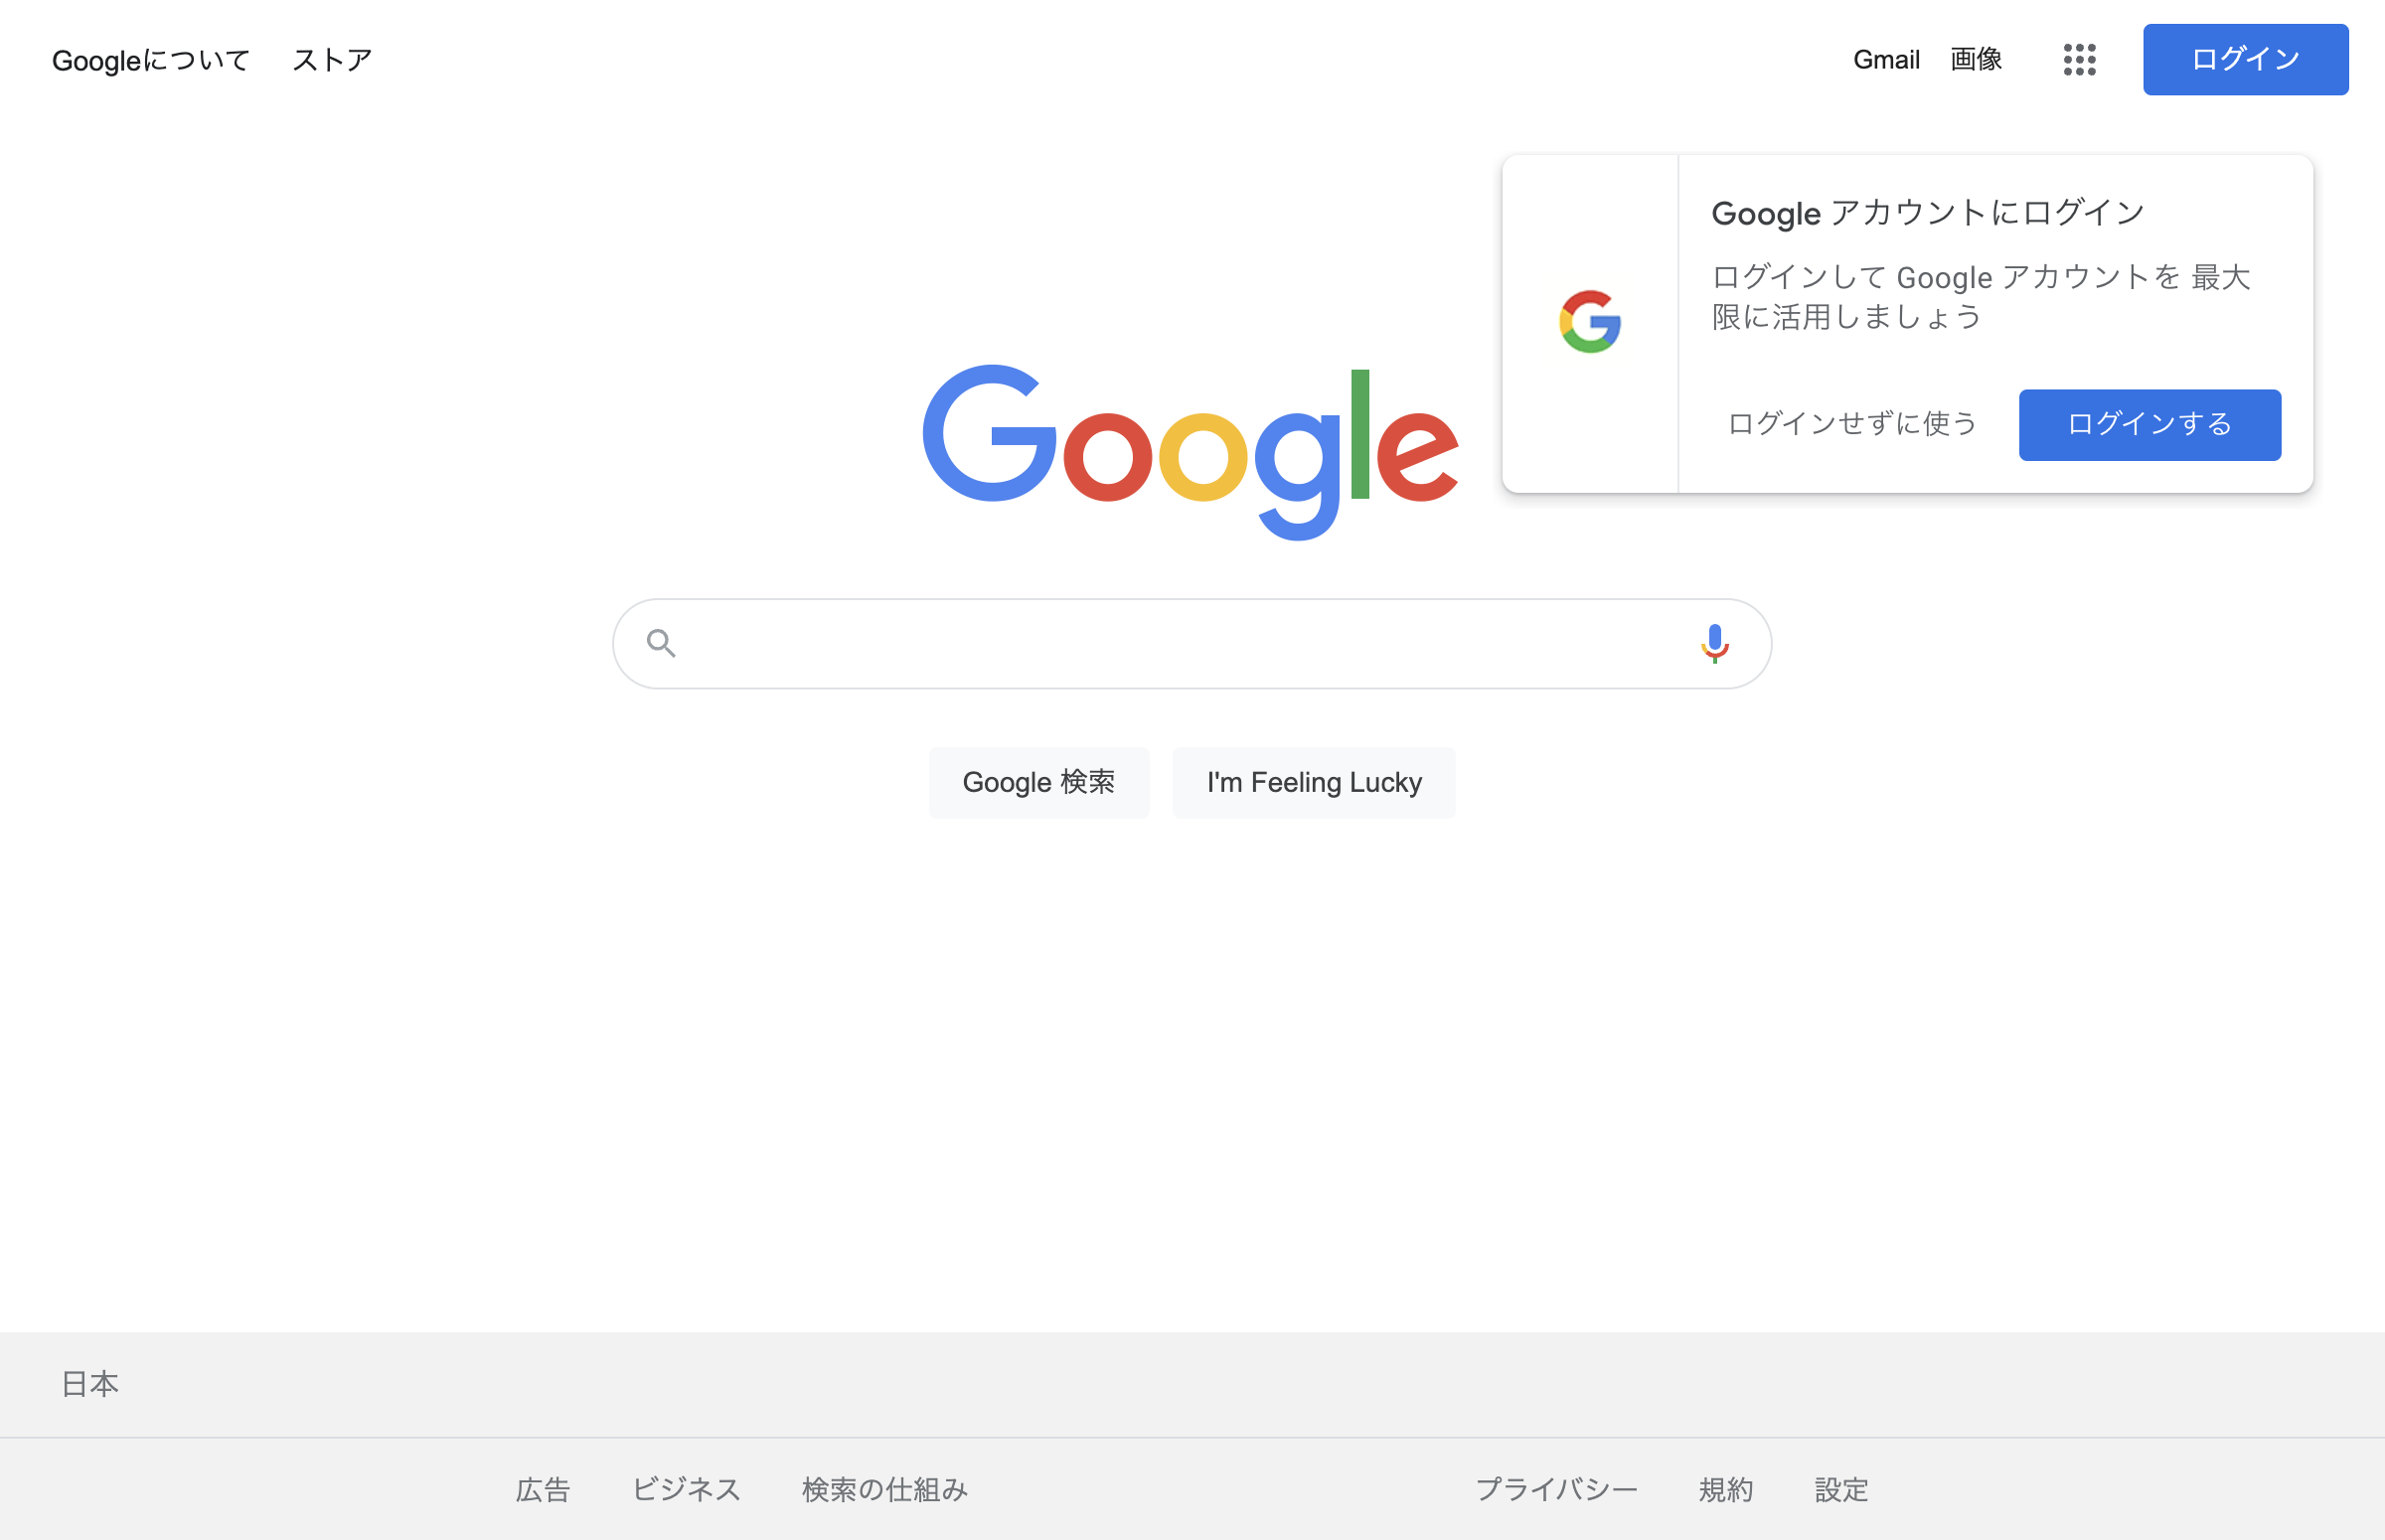 Googleについて ストア Gmail 画像 ログイン
Google アカウントにログイン
ログインして Google アカウントを 最大
限に活用しましょう
ログインせずに使う ログインする
Google
Google 検索 I'm Feeling Lucky
日本
広告 ビジネス 検索の仕組み プライバシー 規約 設定